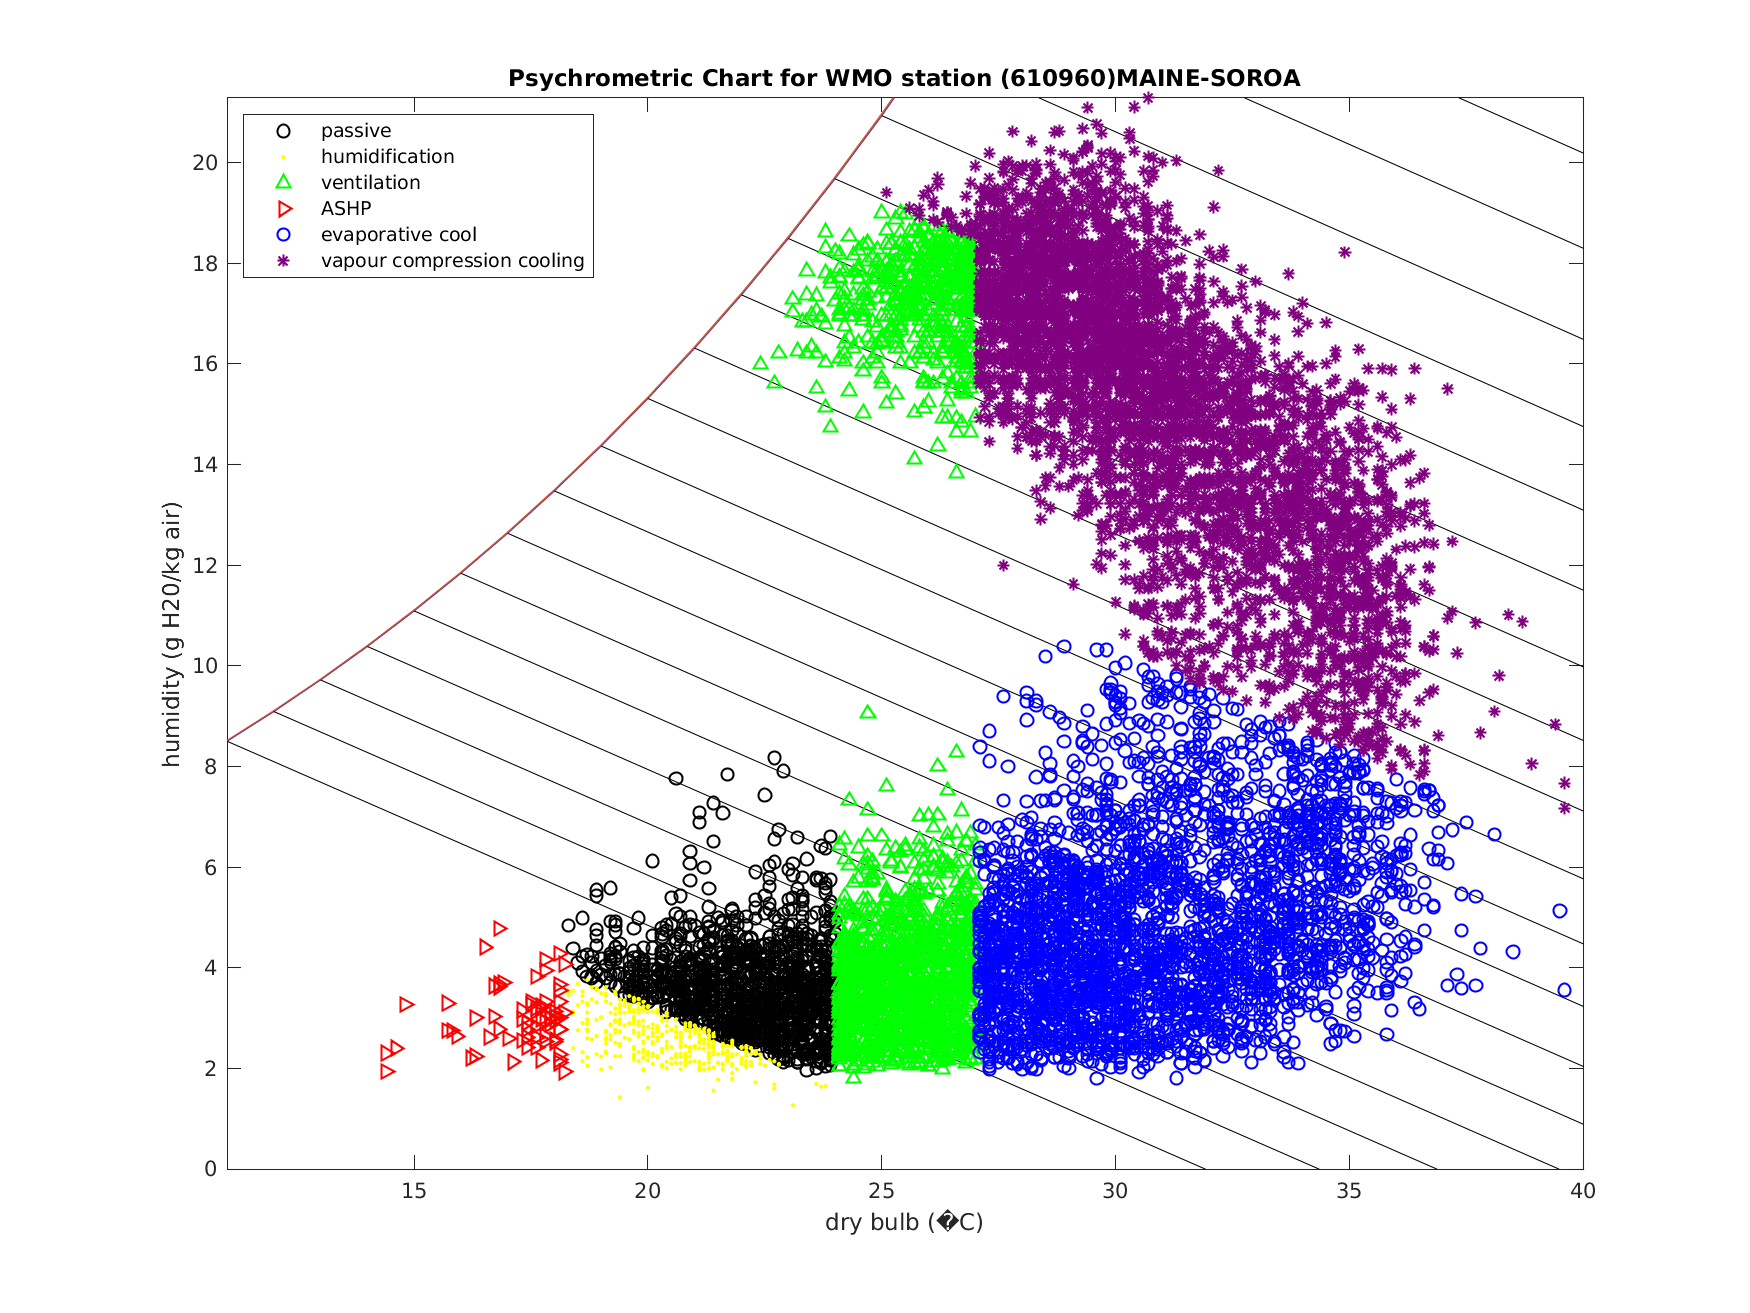 Psychrometric Chart for WMO station (610960)MAINE-SOROA
passive
humidification
ventilation
ASHP
evaporative cool
vapour compression cooling
humidity (g H20/kg air)
20
18
16
14
12
10
8
6
4
2
0
15 20 25 30 35 40
dry bulb (�C)